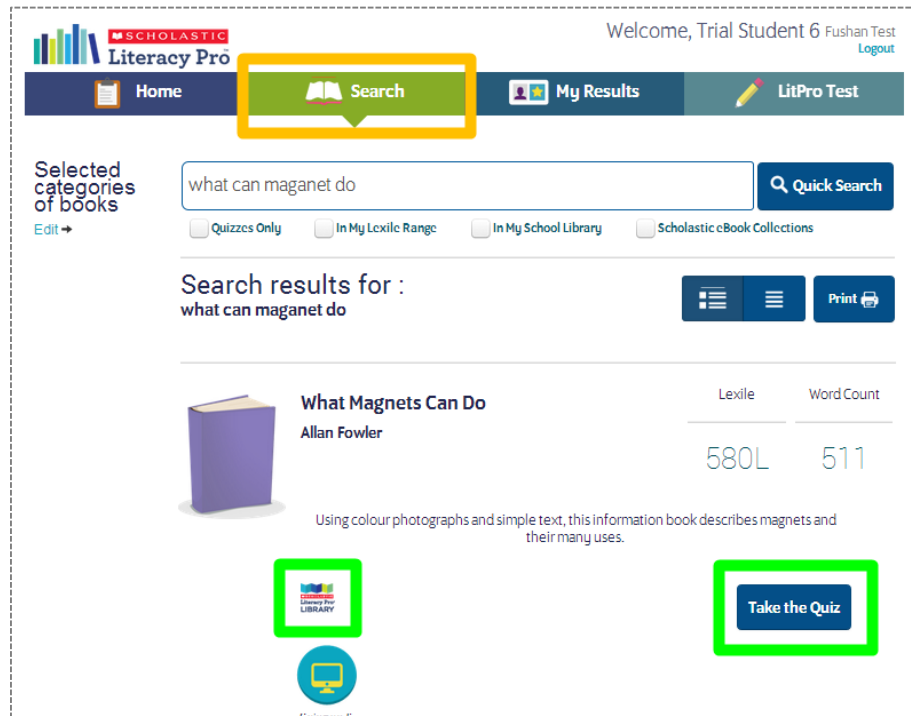 SCHOLASTIC
Literacy Pro
Welcome, Trial Student 6 Fushan Test
Logout
Home
Search
My Results
LitPro Test
Selected
categories
of books
Edit
what can maganet do
Quick Search
Quizzes Only
In My Lexile Range
In My School Library
Scholastic eBook Collections
Search results for :
what can maganet do
Print
What Magnets Can Do
Allan Fowler
Lexile
Word Count
580L
511
Using colour photographs and simple text, this information book describes magnets and
their many uses.
SCHOLASTIC
Literacy Pro
LIBRARY
Take the Quiz